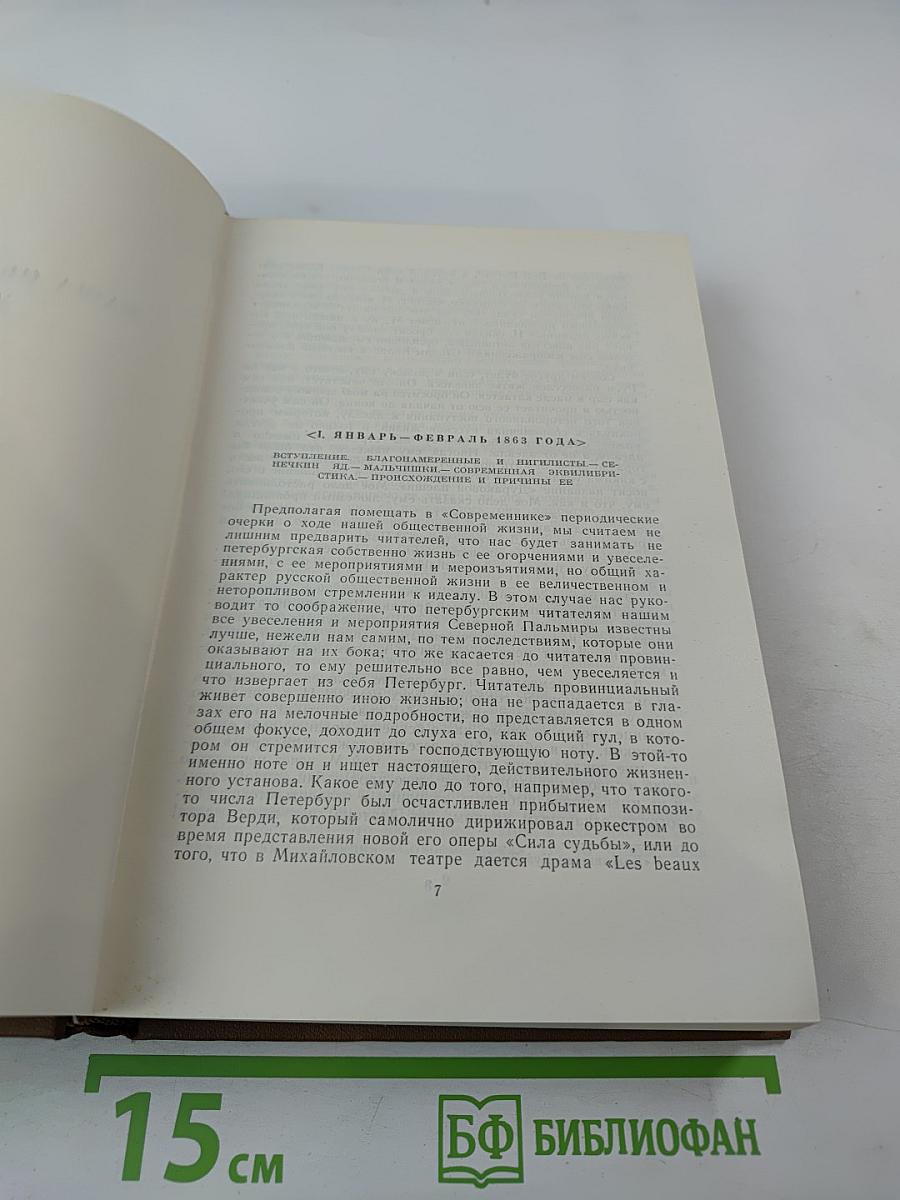 <I. ЯНВАРЬ — ФЕВРАЛЬ 1863 ГОДА>
ВСТУПЛЕНИЕ. БЛАГОНАМЕРЕННЫЕ И НИГИЛИСТЫ.— СЕ-
НЕЧКИН ЯД.— МАЛЬЧИШКИ.— СОВРЕМЕННАЯ ЭКВИЛИБРИ-
СТИКА.— ПРОИСХОЖДЕНИЕ И ПРИЧИНЫ ЕЕ
Предполагая помещать в «Современнике» периодические
очерки о ходе нашей общественной жизни, мы считаем не
лишним предварить читателей, что нас будет занимать не
петербургская собственно жизнь с ее огорчениями и увеселе-
ниями, с ее мероприятиями и мероизъятиями, но общий ха-
рактер русской общественной жизни в ее величественном и
неторопливом стремлении к идеалу. В этом случае нас руко-
водит то соображение, что петербургским читателям нашим
все увеселения и мероприятия Северной Пальмиры известны
лучше, нежели нам самим, по тем последствиям, которые они
оказывают на их бока; что же касается до читателя провин-
циального, то ему решительно все равно, чем увеселяется и
что извергает из себя Петербург. Читатель провинциальный
живет совершенно иною жизнью; она не распадается в гла-
зах его на мелочные подробности, но представляется в одном
общем фокусе, доходит до слуха его, как общий гул, в кото-
ром он стремится уловить господствующую ноту. В этой-то
именно ноте он и ищет настоящего, действительного жизнен-
ного установа. Какое ему дело до того, например, что такого-
то числа Петербург был осчастливлен прибытием компози-
тора Верди, который самолично дирижировал оркестром во
время представления новой его оперы «Сила судьбы», или до
того, что в Михайловском театре дается драма «Les beaux
7
15 см
БФ БИБЛИОФАН